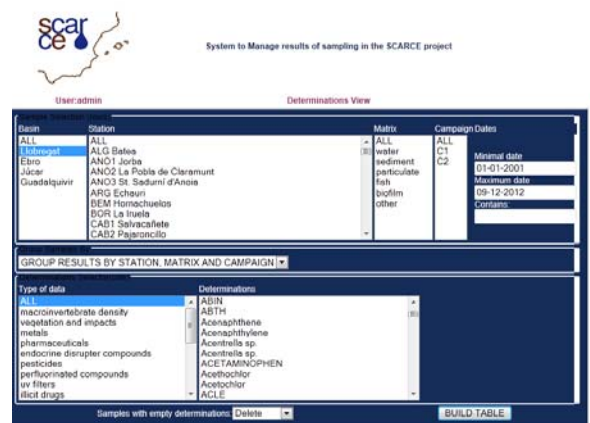 scar
ce
System to Manage results of sampling in the SCARCE project
User:admin
Determinations View
Basin
Station
Matrix
Campaign
Dates
ALL
Llobregat
Ebro
Júcar
Guadalquivir
ALL
ALG Batea
ANO1 Jorba
ANO2 La Pobla de Claramunt
ANO3 St. Sadurní d'Anoia
ARG Echauri
BEM Hornachuelos
BOR La Iruela
CAB1 Salvacañete
CAB2 Pajaroncillo
ALL
water
sediment
particulate
fish
biofilm
other
ALL
C1
C2
Minimal date
01-01-2001
Maximum date
09-12-2012
Contains:
GROUP RESULTS BY STATION, MATRIX AND CAMPAIGN
Type of data
Determinations
ALL
macroinvertebrate density
vegetation and impacts
metals
pharmaceuticals
endocrine disrupter compounds
pesticides
perfluorinated compounds
uv filters
illicit drugs
ABIN
ABTH
Acenaphthene
Acenaphthylene
Acentrella sp.
Acentrella sp.
ACETAMINOPHEN
Acethochlor
Acetochlor
ACLE
Samples with empty determinations: Delete
BUILD TABLE